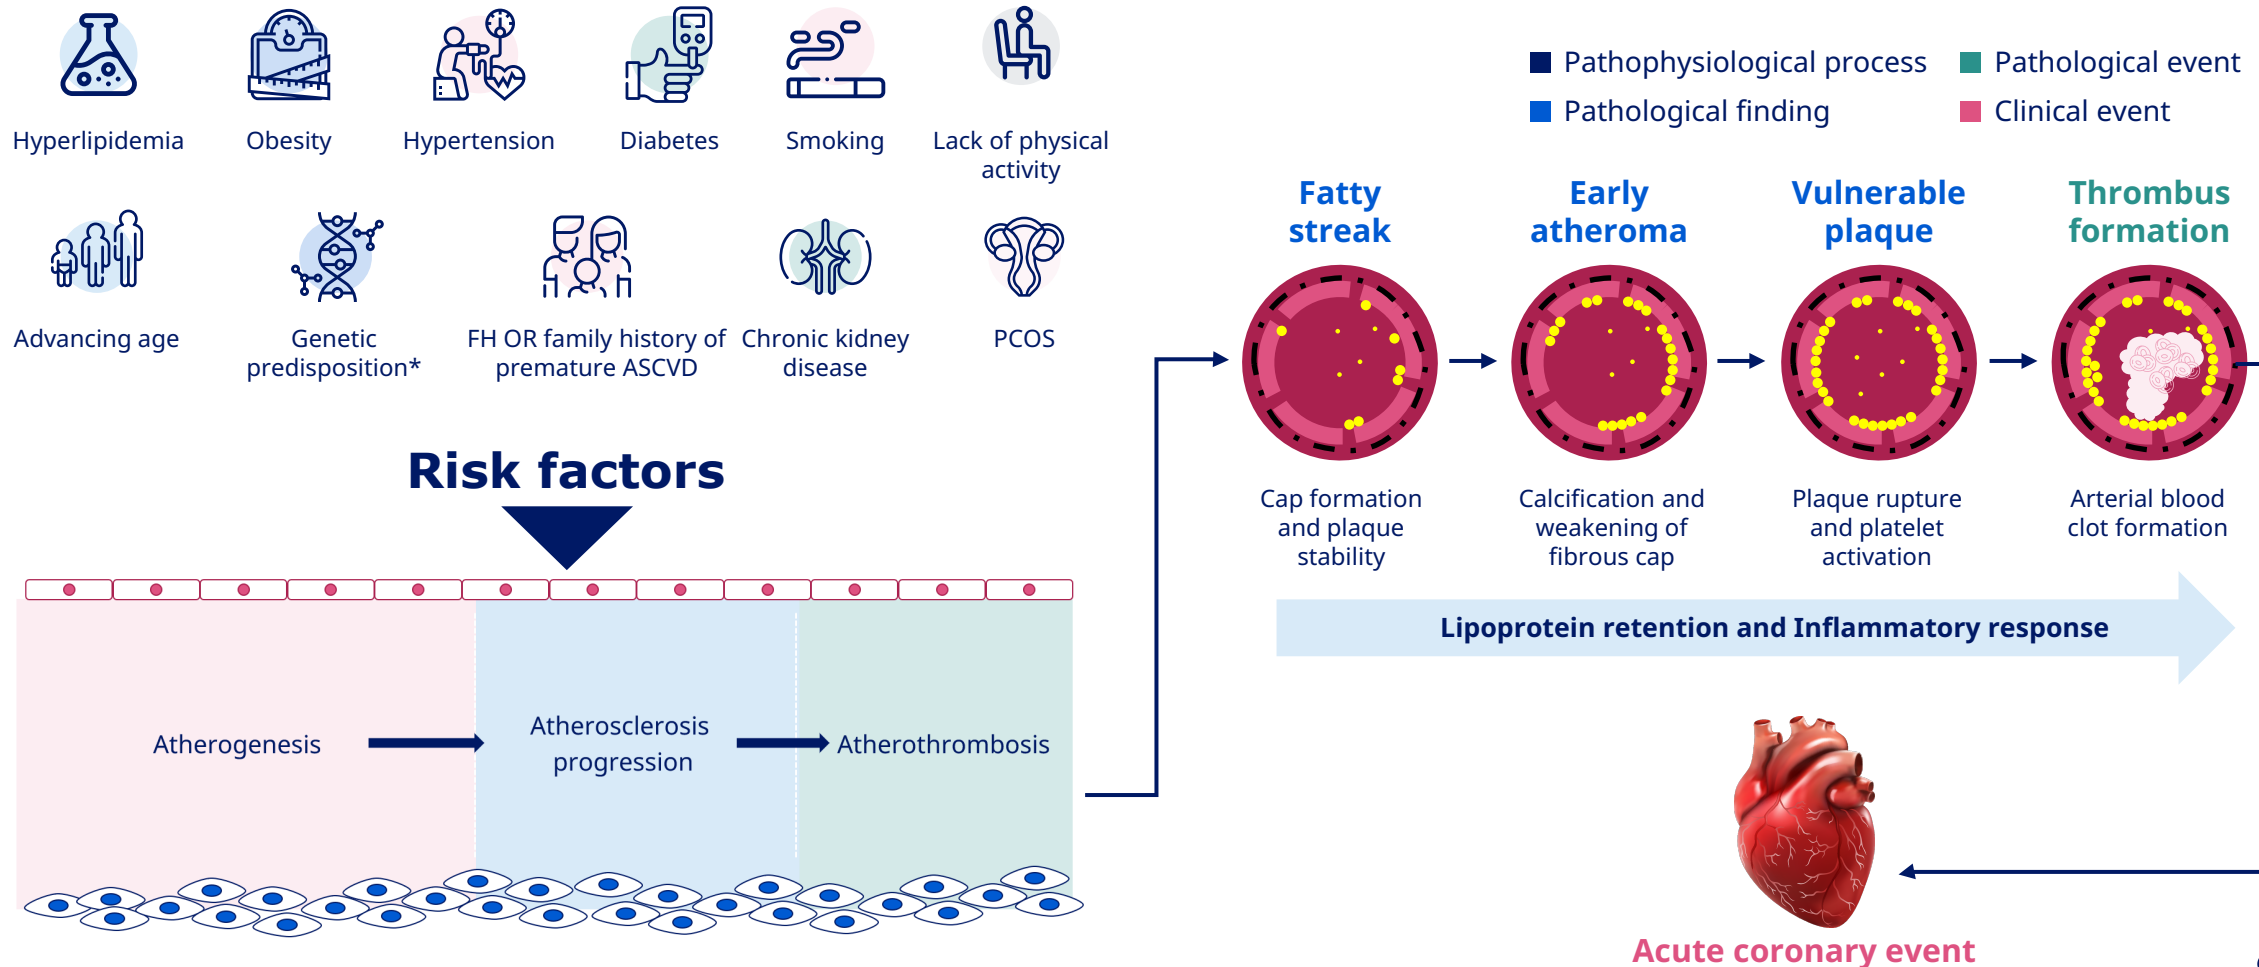 Hyperlipidemia
Obesity
Hypertension
Diabetes
Smoking
Lack of physical
activity
Advancing age
Genetic
predisposition*
FH OR family history of
premature ASCVD
Chronic kidney
disease
PCOS
Risk factors
Atherogenesis
Atherosclerosis
progression
Atherothrombosis
Pathophysiological process
Pathological event
Pathological finding
Clinical event
Fatty
streak
Early
atheroma
Vulnerable
plaque
Thrombus
formation
Cap formation
and plaque
stability
Calcification and
weakening of
fibrous cap
Plaque rupture
and platelet
activation
Arterial blood
clot formation
Lipoprotein retention and Inflammatory response
Acute coronary event